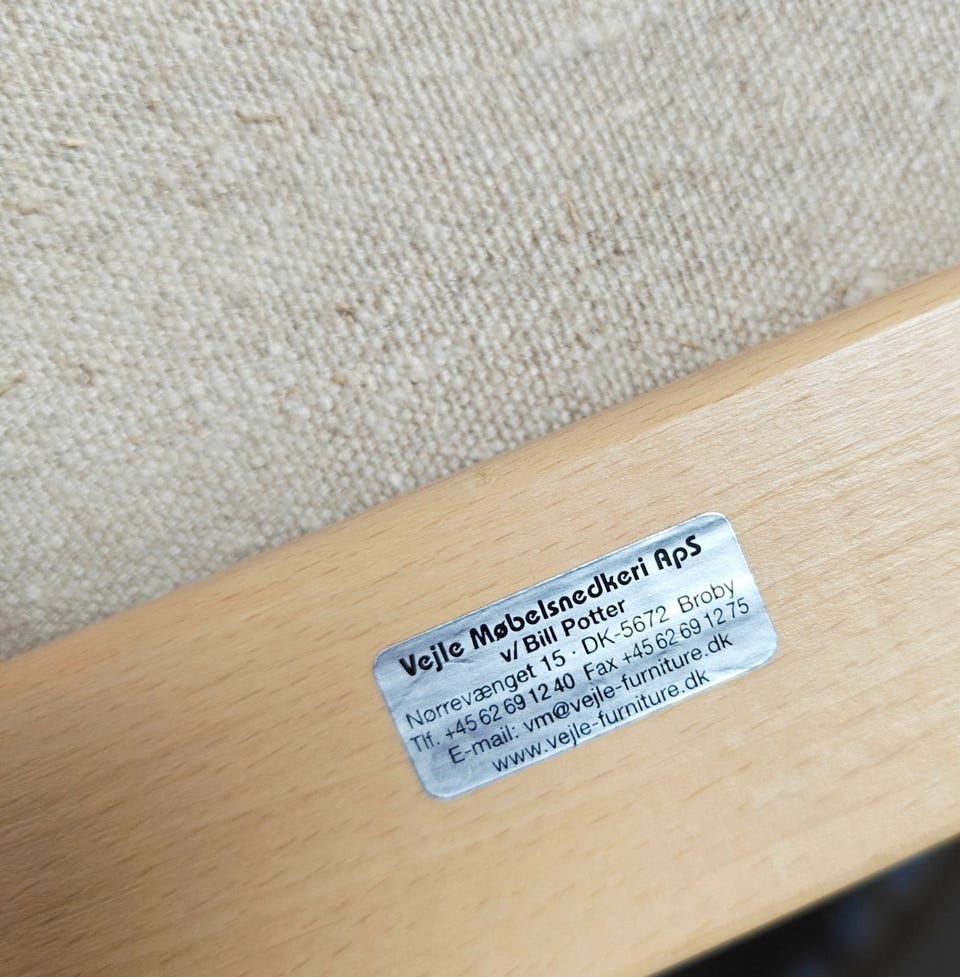 Vejle Møbelsnedkeri ApS
v/ Bill Potter
Nørrevænget 15 · DK-5672 Broby
Tlf. +45 62 69 12 40 Fax +45 62 69 12 75
E-mail: vm@vejle-furniture.dk
www.vejle-furniture.dk